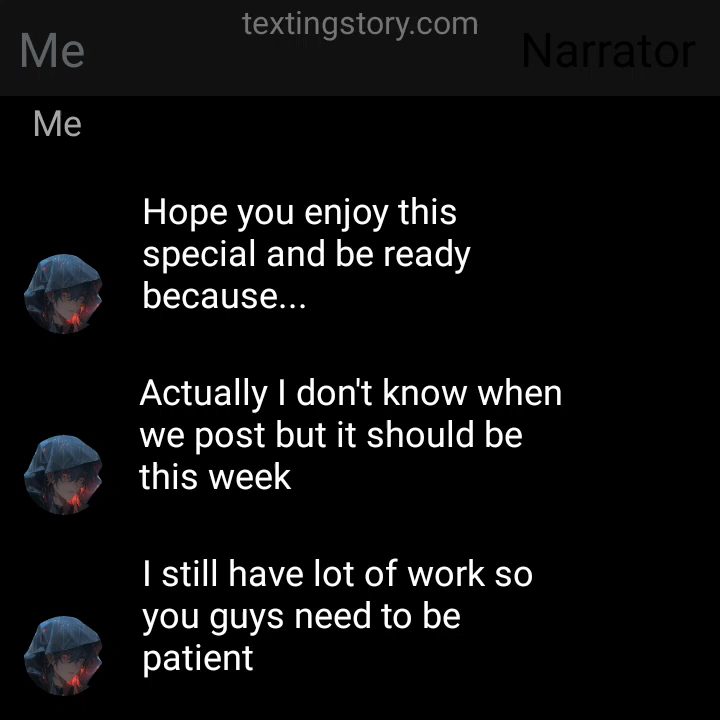 textingstory.com
Me
Narrator
Me
Hope you enjoy this
special and be ready
because...
Actually I don't know when
we post but it should be
this week
I still have lot of work so
you guys need to be
patient